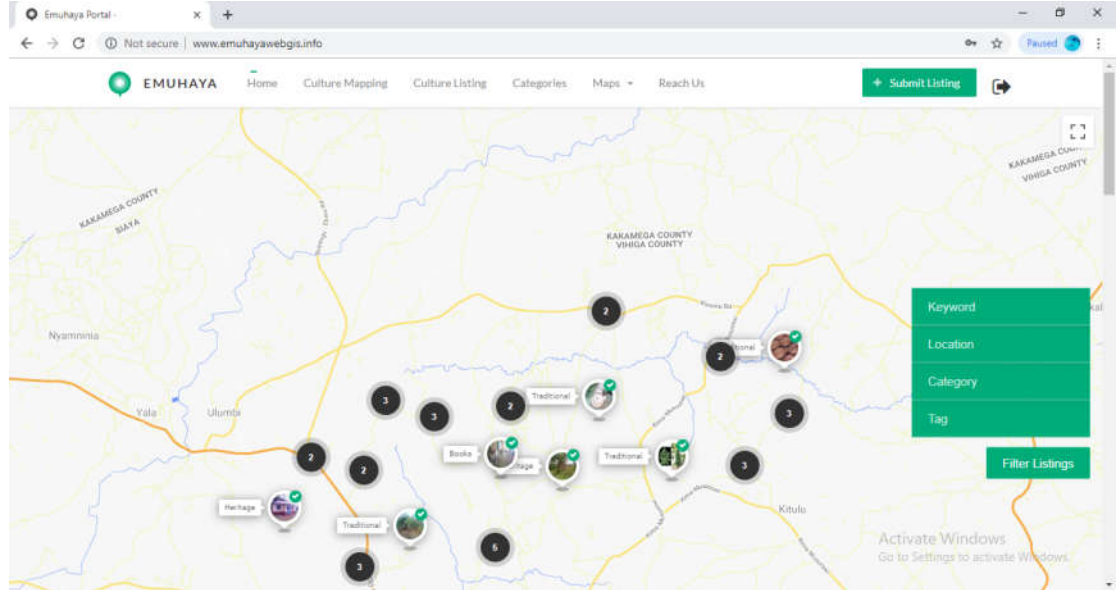 Emuhaya Portal -
Not secure | www.emuhayawebgis.info
Paused
EMUHAYA Home Culture Mapping Culture Listing Categories Maps Reach Us + Submit Listing
KAKAMEGA COUNTY
VIHIGA COUNTY
KAKAMEGA COUNTY
SIAYA
KAKAMEGA COUNTY
VIHIGA COUNTY
2
Keyword
Nyamninia
Location
2
Category
Traditional
2
3
3
3
Yala
Ulumbi
Tag
Books
Traditional
2
2
3
Filter Listings
Heritage
Kitulu
Traditional
5
3
Activate Windows
Go to Settings to activate Windows.